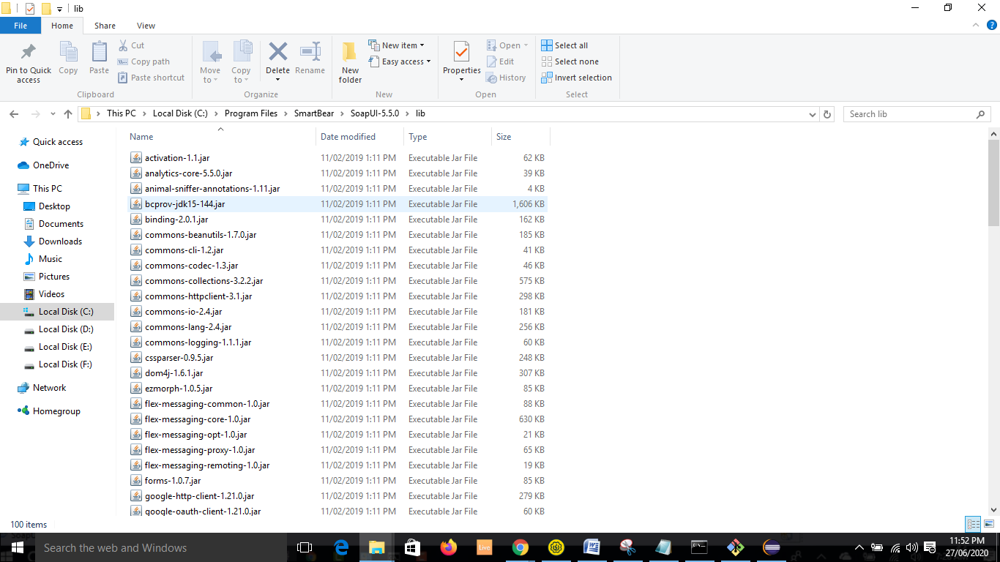 lib
File Home Share View
Pin to Quick access
Copy
Paste
Cut
Copy path
Paste shortcut
Clipboard
Move to
Copy to
Delete
Rename
Organize
New folder
New item
Easy access
New
Properties
Open
Edit
History
Open
Select all
Select none
Invert selection
Select
This PC > Local Disk (C:) > Program Files > SmartBear > SoapUI-5.5.0 > lib
Search lib
Quick access
OneDrive
This PC
Desktop
Documents
Downloads
Music
Pictures
Videos
Local Disk (C:)
Local Disk (D:)
Local Disk (E:)
Local Disk (F:)
Network
Homegroup
Name Date modified Type Size
activation-1.1.jar 11/02/2019 1:11 PM Executable Jar File 62 KB
analytics-core-5.5.0.jar 11/02/2019 1:11 PM Executable Jar File 39 KB
animal-sniffer-annotations-1.11.jar 11/02/2019 1:11 PM Executable Jar File 4 KB
bcprov-jdk15-144.jar 11/02/2019 1:11 PM Executable Jar File 1,606 KB
binding-2.0.1.jar 11/02/2019 1:11 PM Executable Jar File 162 KB
commons-beanutils-1.7.0.jar 11/02/2019 1:11 PM Executable Jar File 185 KB
commons-cli-1.2.jar 11/02/2019 1:11 PM Executable Jar File 41 KB
commons-codec-1.3.jar 11/02/2019 1:11 PM Executable Jar File 46 KB
commons-collections-3.2.2.jar 11/02/2019 1:11 PM Executable Jar File 575 KB
commons-httpclient-3.1.jar 11/02/2019 1:11 PM Executable Jar File 298 KB
commons-io-2.4.jar 11/02/2019 1:11 PM Executable Jar File 181 KB
commons-lang-2.4.jar 11/02/2019 1:11 PM Executable Jar File 256 KB
commons-logging-1.1.1.jar 11/02/2019 1:11 PM Executable Jar File 60 KB
cssparser-0.9.5.jar 11/02/2019 1:11 PM Executable Jar File 248 KB
dom4j-1.6.1.jar 11/02/2019 1:11 PM Executable Jar File 307 KB
ezmorph-1.0.5.jar 11/02/2019 1:11 PM Executable Jar File 85 KB
flex-messaging-common-1.0.jar 11/02/2019 1:11 PM Executable Jar File 88 KB
flex-messaging-core-1.0.jar 11/02/2019 1:11 PM Executable Jar File 630 KB
flex-messaging-opt-1.0.jar 11/02/2019 1:11 PM Executable Jar File 21 KB
flex-messaging-proxy-1.0.jar 11/02/2019 1:11 PM Executable Jar File 65 KB
flex-messaging-remoting-1.0.jar 11/02/2019 1:11 PM Executable Jar File 19 KB
forms-1.0.7.jar 11/02/2019 1:11 PM Executable Jar File 85 KB
google-http-client-1.21.0.jar 11/02/2019 1:11 PM Executable Jar File 279 KB
google-oauth-client-1.21.0.jar 11/02/2019 1:11 PM Executable Jar File 60 KB
100 items
Search the web and Windows
Live
11:52 PM
27/06/2020